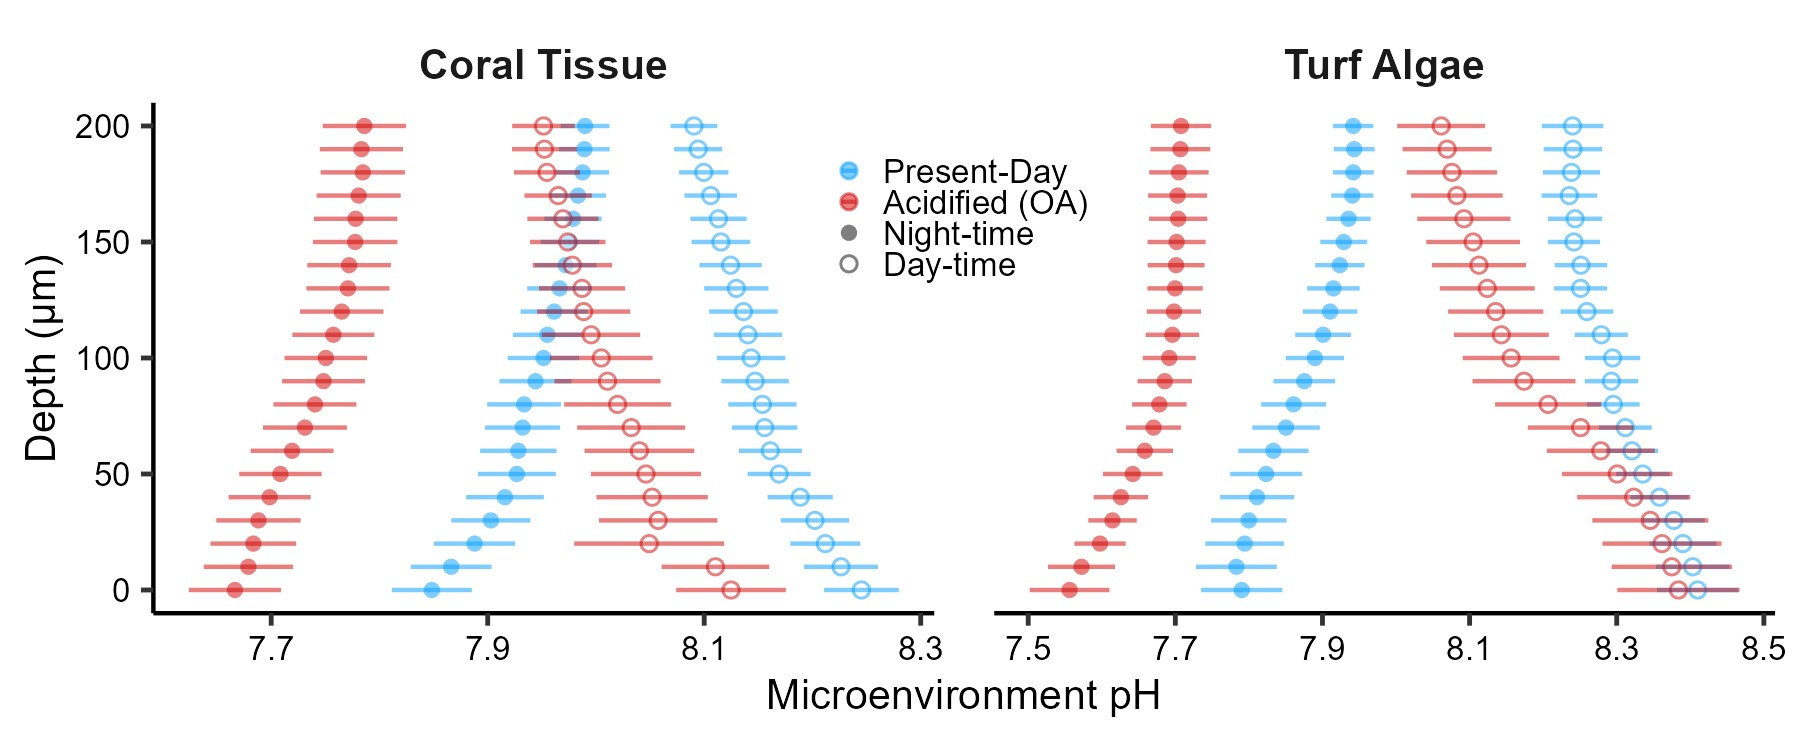 Coral Tissue
Turf Algae
Depth (µm)
200
150
100
50
0
Present-Day
Acidified (OA)
Night-time
Day-time
7.7
7.9
8.1
8.3
7.5
7.7
7.9
8.1
8.3
8.5
Microenvironment pH